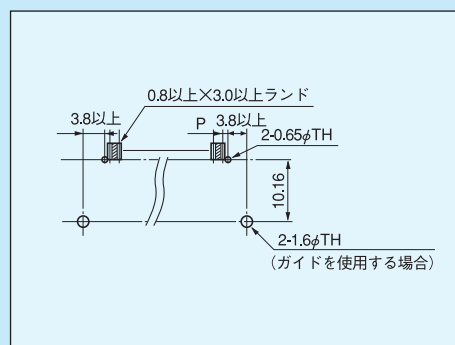 0.8以上×3.0以上ランド
3.8以上
P
3.8以上
2-0.65φTH
10.16
2-1.6φTH
(ガイドを使用する場合)